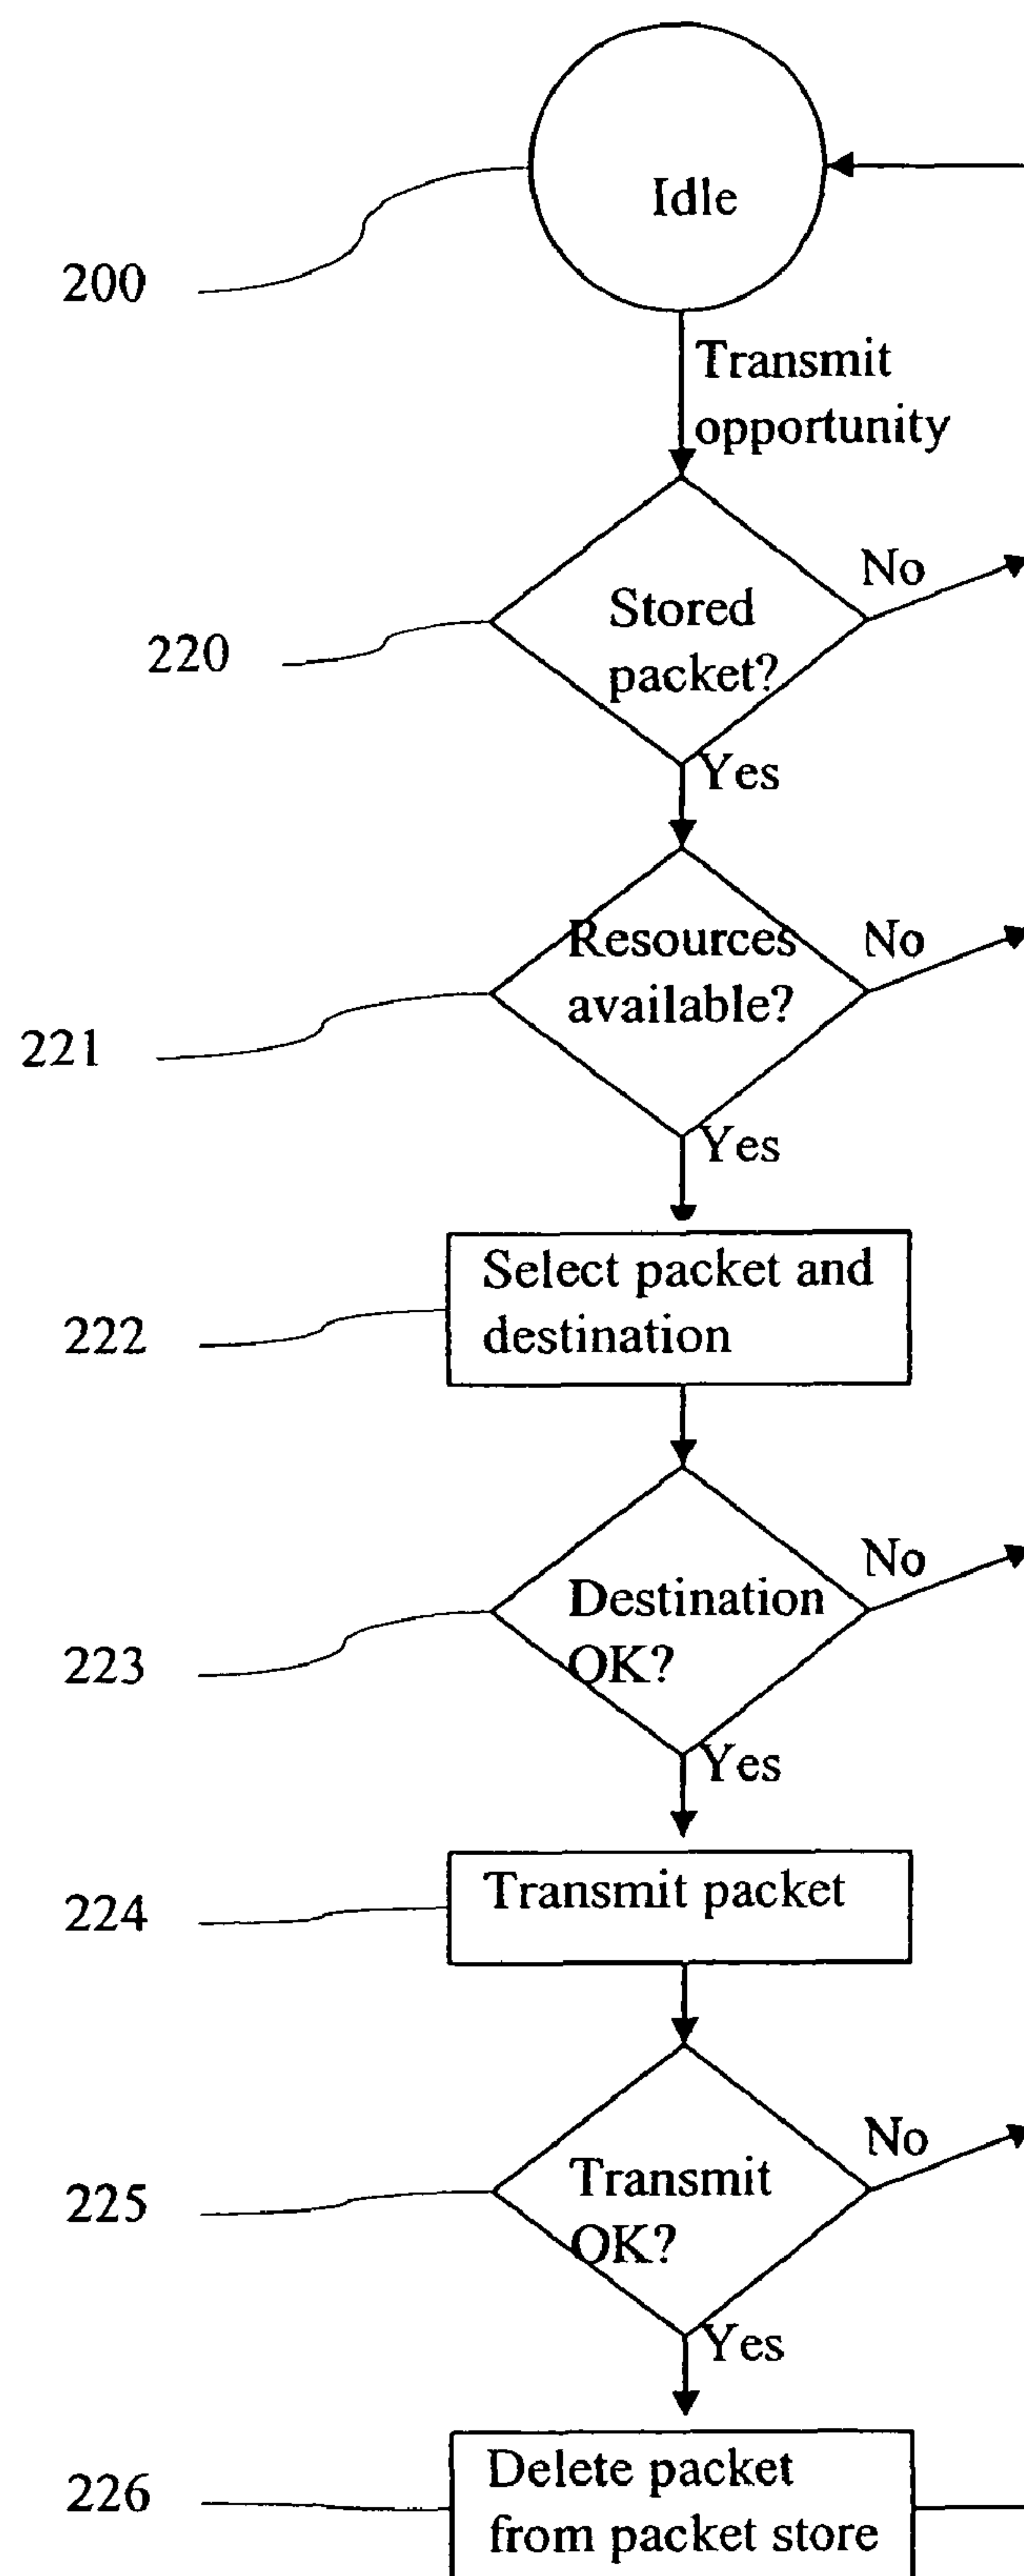 Idle
200
Transmit
opportunity
No
Stored
packet?
220
Yes
Resources
available?
No
221
Yes
Select packet and
destination
222
No
Destination
OK?
223
Yes
Transmit packet
224
No
Transmit
OK?
225
Yes
Delete packet
from packet store
226